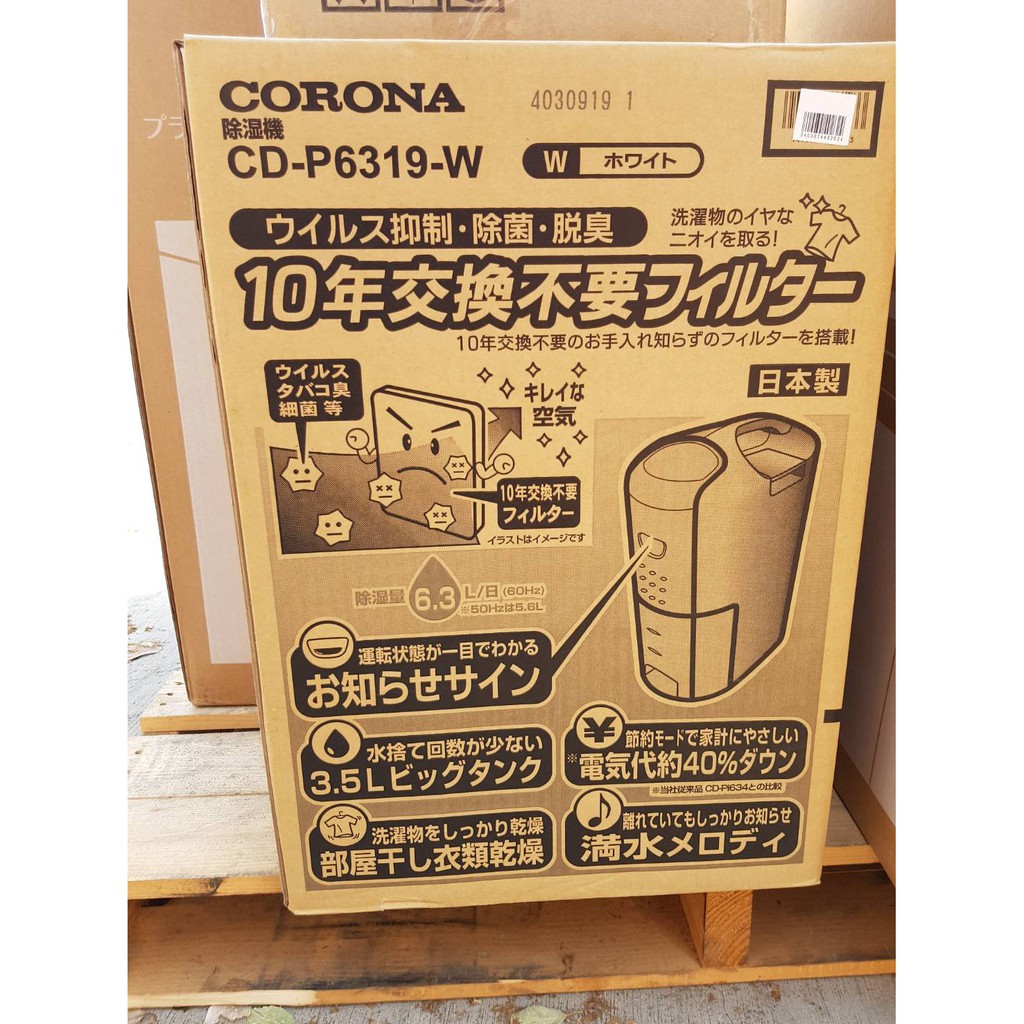 CORONA
4030919 1
除湿機
CD-P6319-W
W ホワイト
プラ
ウイルス抑制・除菌・脱臭
洗濯物のイヤな
ニオイを取る!
10年交換不要フィルター
10年交換不要のお手入れ知らずのフィルターを搭載!
ウイルス
タバコ臭
細菌 等
キレイな
空気
日本製
10年交換不要
フィルター
イラストはイメージです
除湿量 6.3 L/日 (60Hz)
※50Hzは5.6L
運転状態が一目でわかる
お知らせサイン
水捨て回数が少ない
3.5Lビッグタンク
節約モードで家計にやさしい
※電気代約40%ダウン
※当社従来品 CD-Pi634との比較
洗濯物をしっかり乾燥
部屋干し衣類乾燥
離れていてもしっかりお知らせ
満水メロディ